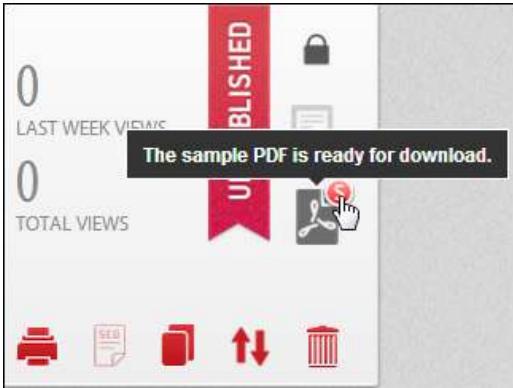 0
LAST WEEK VIEWS
The sample PDF is ready for download.
0
TOTAL VIEWS
SEO
S